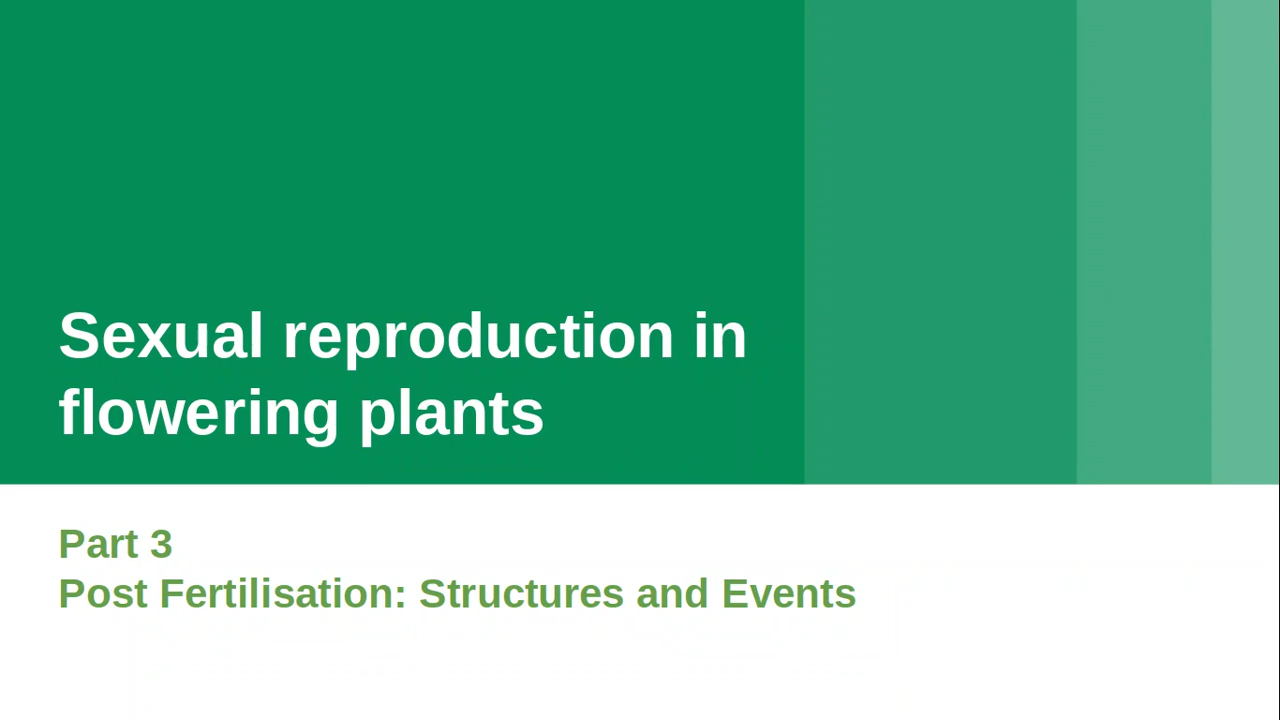 Sexual reproduction in
flowering plants
Part 3
Post Fertilisation: Structures and Events